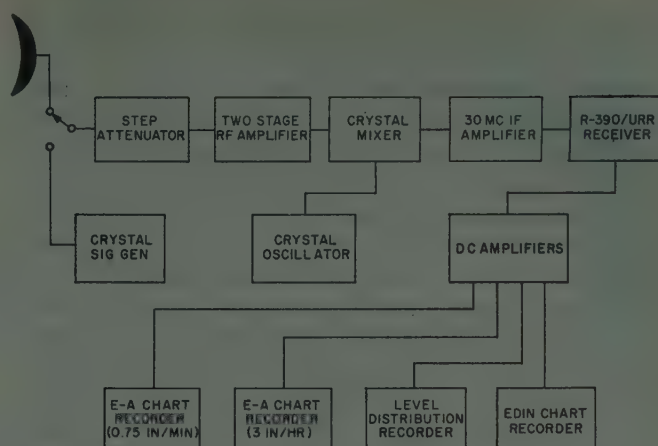 STEP
ATTENUATOR
TWO STAGE
RF AMPLIFIER
CRYSTAL
MIXER
30 MC IF
AMPLIFIER
R-390/URR
RECEIVER
CRYSTAL
SIG GEN
CRYSTAL
OSCILLATOR
DC AMPLIFIERS
E-A CHART
RECORDER
(0.75 IN/MIN)
E-A CHART
RECORDER
(3 IN/HR)
LEVEL
DISTRIBUTION
RECORDER
EDIN CHART
RECORDER